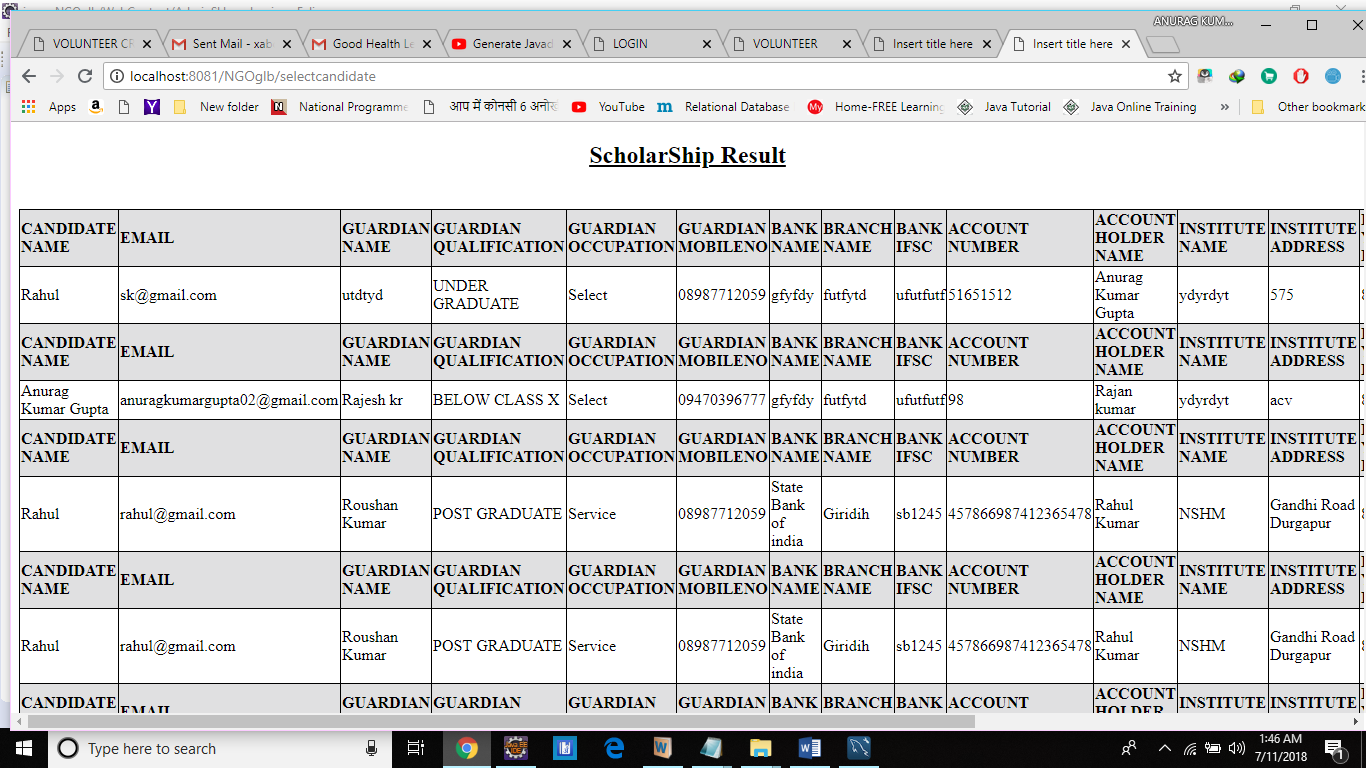 ANURAG KUM...
VOLUNTEER CR
Sent Mail - xab
Good Health Le
Generate Javad
LOGIN
VOLUNTEER
Insert title here
Insert title here
localhost:8081/NGOglb/selectcandidate
Apps
New folder
National Programme
आप में कोनसी 6 अनोख
YouTube
Relational Database
Home-FREE Learning
Java Tutorial
Java Online Training
»
Other bookmark
ScholarShip Result
CANDIDATE NAME EMAIL GUARDIAN NAME GUARDIAN QUALIFICATION GUARDIAN OCCUPATION GUARDIAN MOBILENO BANK NAME BRANCH NAME BANK IFSC ACCOUNT NUMBER ACCOUNT HOLDER NAME INSTITUTE NAME INSTITUTE ADDRESS
Rahul sk@gmail.com utdtyd UNDER GRADUATE Select 08987712059 gfyfdy futfytd ufutfutf 51651512 Anurag Kumar Gupta ydyrdyt 575
CANDIDATE NAME EMAIL GUARDIAN NAME GUARDIAN QUALIFICATION GUARDIAN OCCUPATION GUARDIAN MOBILENO BANK NAME BRANCH NAME BANK IFSC ACCOUNT NUMBER ACCOUNT HOLDER NAME INSTITUTE NAME INSTITUTE ADDRESS
Anurag Kumar Gupta anuragkumargupta02@gmail.com Rajesh kr BELOW CLASS X Select 09470396777 gfyfdy futfytd ufutfutf 98 Rajan kumar ydyrdyt acv
CANDIDATE NAME EMAIL GUARDIAN NAME GUARDIAN QUALIFICATION GUARDIAN OCCUPATION GUARDIAN MOBILENO BANK NAME BRANCH NAME BANK IFSC ACCOUNT NUMBER ACCOUNT HOLDER NAME INSTITUTE NAME INSTITUTE ADDRESS
Rahul rahul@gmail.com Roushan Kumar POST GRADUATE Service 08987712059 State Bank of india Giridih sb1245 457866987412365478 Rahul Kumar NSHM Gandhi Road Durgapur
CANDIDATE NAME EMAIL GUARDIAN NAME GUARDIAN QUALIFICATION GUARDIAN OCCUPATION GUARDIAN MOBILENO BANK NAME BRANCH NAME BANK IFSC ACCOUNT NUMBER ACCOUNT HOLDER NAME INSTITUTE NAME INSTITUTE ADDRESS
Rahul rahul@gmail.com Roushan Kumar POST GRADUATE Service 08987712059 State Bank of india Giridih sb1245 457866987412365478 Rahul Kumar NSHM Gandhi Road Durgapur
CANDIDATE NAME EMAIL GUARDIAN NAME GUARDIAN QUALIFICATION GUARDIAN OCCUPATION GUARDIAN MOBILENO BANK NAME BRANCH NAME BANK IFSC ACCOUNT NUMBER ACCOUNT HOLDER INSTITUTE NAME INSTITUTE ADDRESS
Type here to search
1:46 AM
7/11/2018